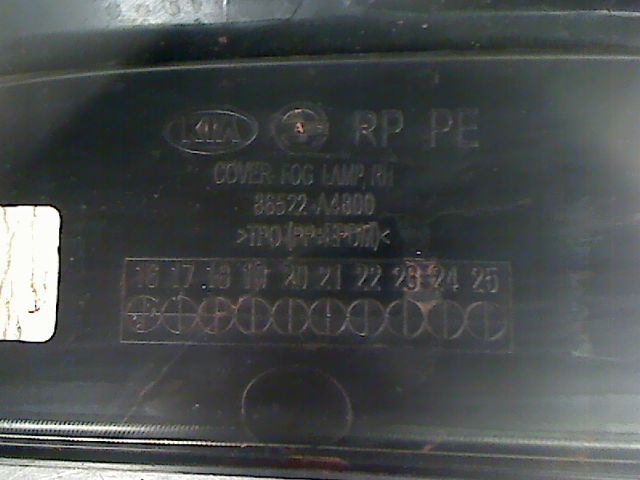 KIA RP PE
COVER-FOG LAMP, RH
86522-A4800
>TPO(PP+EPDM)<
16 17 18 19 20 21 22 23 24 25